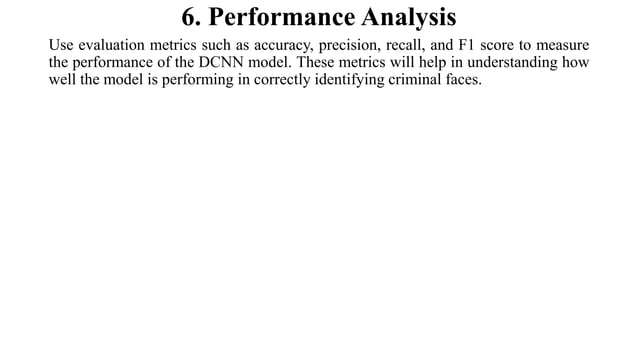 6. Performance Analysis
Use evaluation metrics such as accuracy, precision, recall, and F1 score to measure
the performance of the DCNN model. These metrics will help in understanding how
well the model is performing in correctly identifying criminal faces.